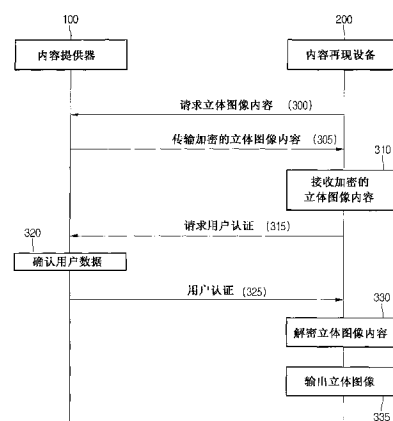 100
200
内容提供器
内容再现设备
请求立体图像内容 (300)
传输加密的立体图像内容 (305)
310
接收加密的
立体图像内容
请求用户认证 (315)
320
确认用户数据
用户认证 (325)
330
解密立体图像内容
输出立体图像
335